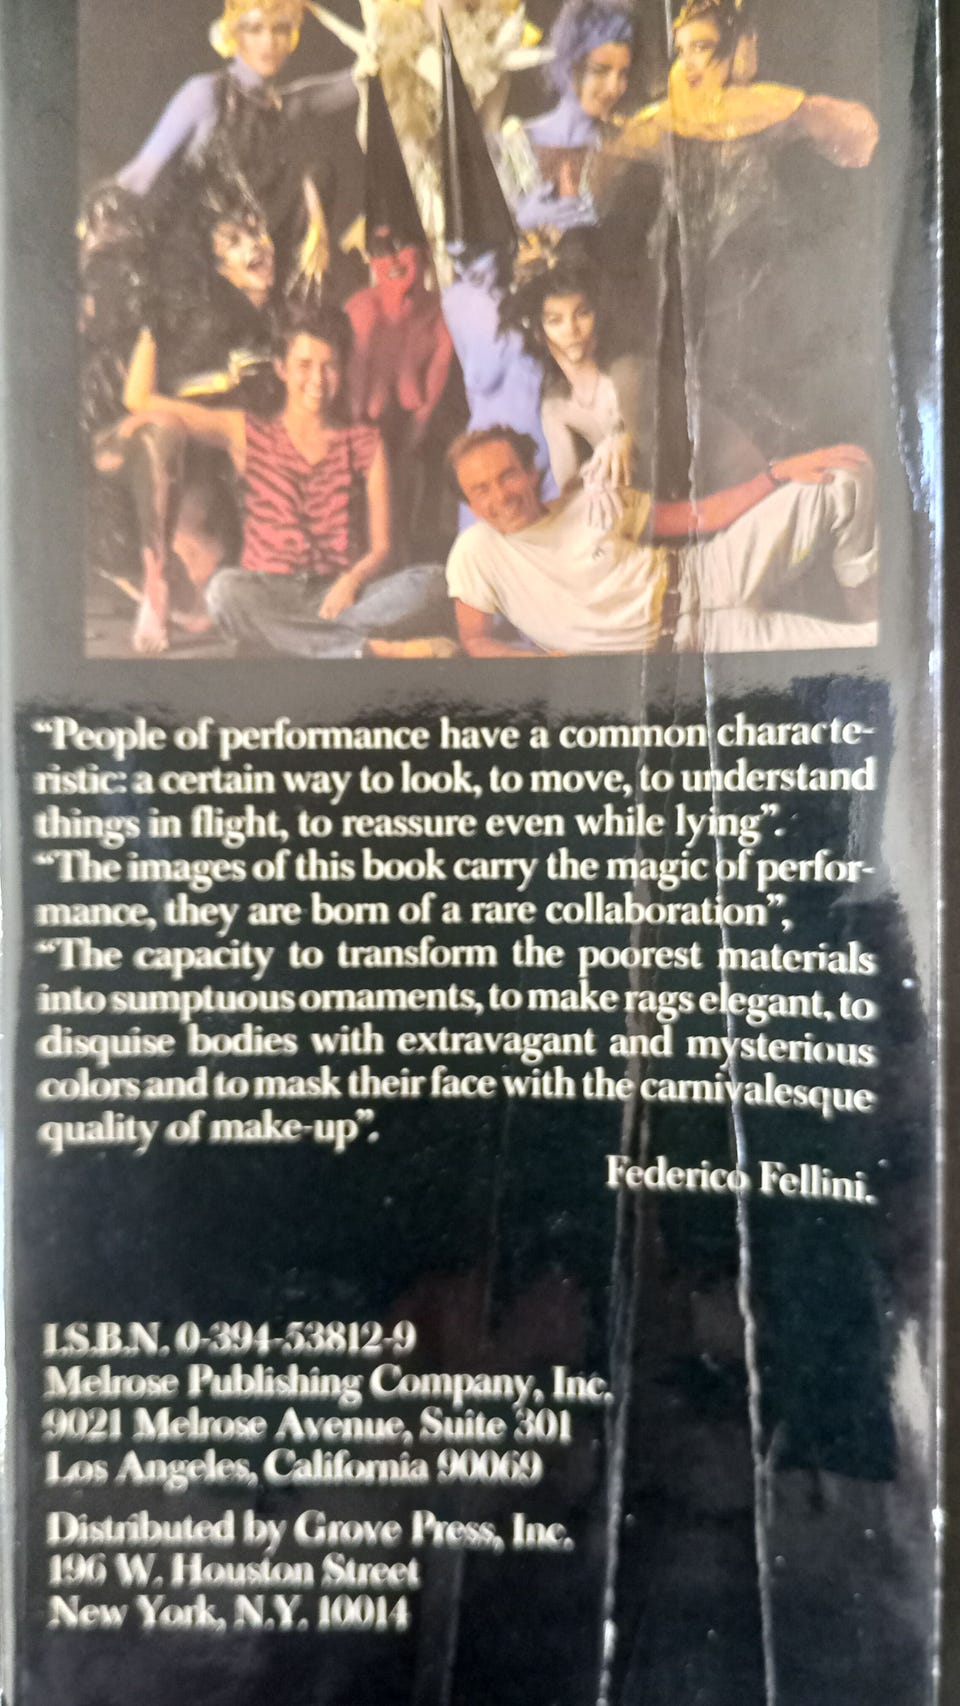 “People of performance have a common characte-
ristic: a certain way to look, to move, to understand
things in flight, to reassure even while lying”.
“The images of this book carry the magic of perfor-
mance, they are born of a rare collaboration”,
“The capacity to transform the poorest materials
into sumptuous ornaments, to make rags elegant, to
disquise bodies with extravagant and mysterious
colors and to mask their face with the carnivalesque
quality of make-up”.
Federico Fellini.
I.S.B.N. 0-394-53812-9
Melrose Publishing Company, Inc.
9021 Melrose Avenue, Suite 301
Los Angeles, California 90069
Distributed by Grove Press, Inc.
196 W. Houston Street
New York, N.Y. 10014